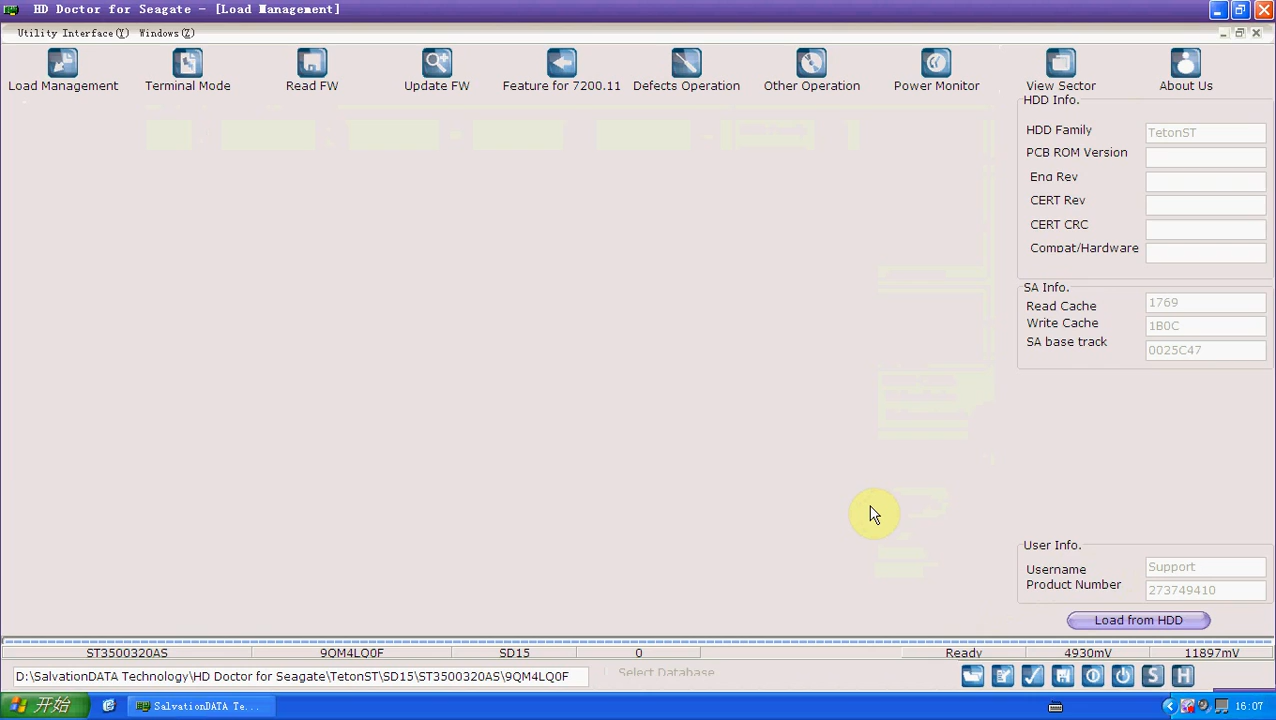 HD Doctor for Seagate - [Load Management]
Utility Interface(Y) Windows(Z)
Load Management Terminal Mode Read FW Update FW Feature for 7200.11 Defects Operation Other Operation Power Monitor View Sector About Us
HDD Info.
HDD Family TetonST
PCB ROM Version
Eng Rev
CERT Rev
CERT CRC
Compat/Hardware
SA Info.
Read Cache 1769
Write Cache 1B0C
SA base track 0025C47
User Info.
Username Support
Product Number 273749410
Load from HDD
ST3500320AS 9QM4LQ0F SD15 0 Ready 4930mV 11897mV
D:\SalvationDATA Technology\HD Doctor for Seagate\TetonST\SD15\DT3500320AS\9QM4LQ0F Select Database
S H
开始 SalvationDATA Te... 16:07